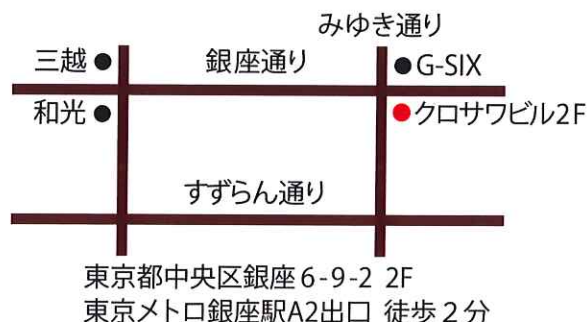 みゆき通り
三越
銀座通り
G-SIX
和光
クロサワビル2F
すずらん通り
東京都中央区銀座6-9-2 2F
東京メトロ銀座駅A2出口 徒歩2分